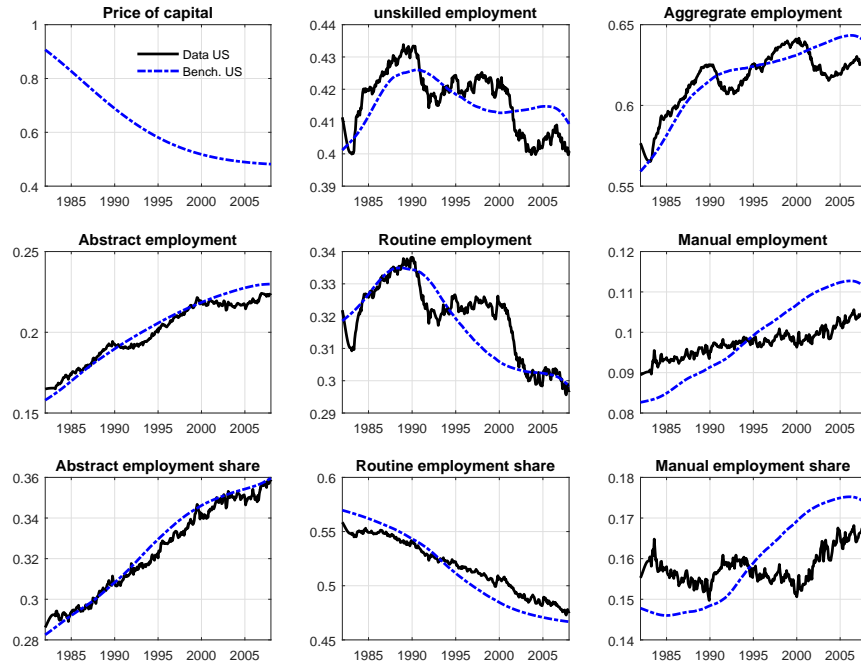 Price of capital
unskilled employment
Aggregrate employment
1
0.8
0.6
0.4
Data US
Bench. US
1985 1990 1995 2000 2005
0.44
0.43
0.42
0.41
0.4
0.39
1985 1990 1995 2000 2005
0.65
0.6
0.55
1985 1990 1995 2000 2005
Abstract employment
Routine employment
Manual employment
0.25
0.2
0.15
1985 1990 1995 2000 2005
0.34
0.33
0.32
0.31
0.3
0.29
1985 1990 1995 2000 2005
0.12
0.11
0.1
0.09
0.08
1985 1990 1995 2000 2005
Abstract employment share
Routine employment share
Manual employment share
0.36
0.34
0.32
0.3
0.28
1985 1990 1995 2000 2005
0.6
0.55
0.5
0.45
1985 1990 1995 2000 2005
0.18
0.17
0.16
0.15
0.14
1985 1990 1995 2000 2005